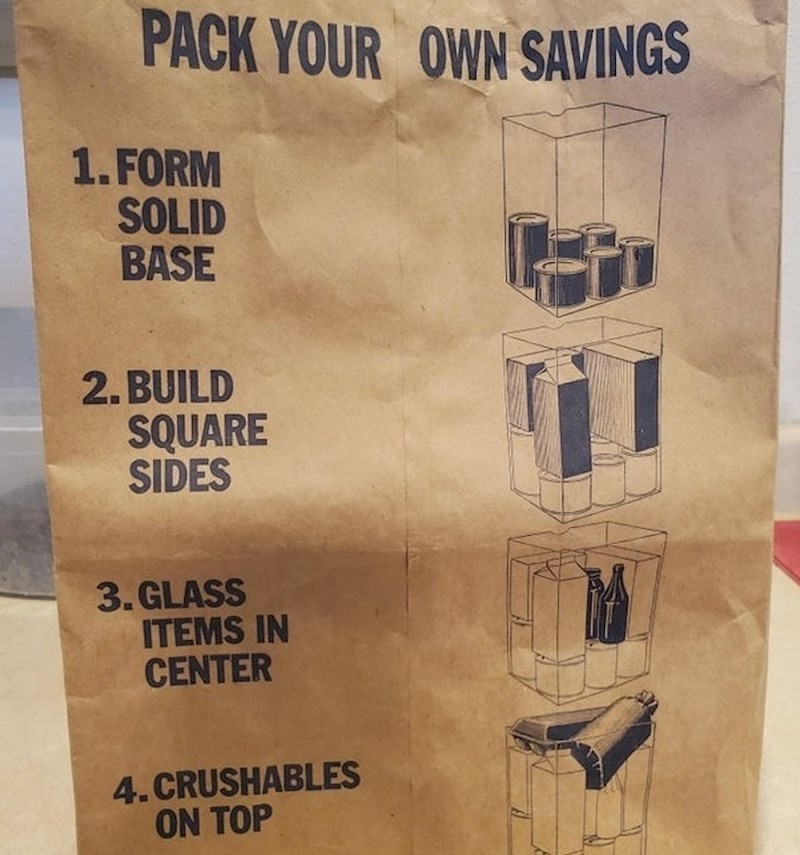 PACK YOUR OWN SAVINGS
1. FORM
SOLID
BASE
2. BUILD
SQUARE
SIDES
3. GLASS
ITEMS IN
CENTER
4. CRUSHABLES
ON TOP